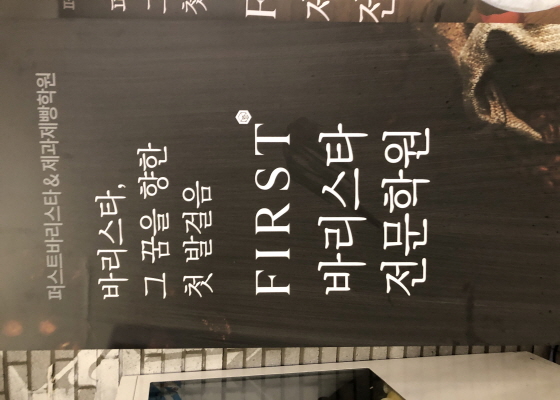 퍼스트바리스타&제과제빵학원
바리스타,
그 꿈을 향한
첫 발걸음
FIRST
바리스타
전문학원